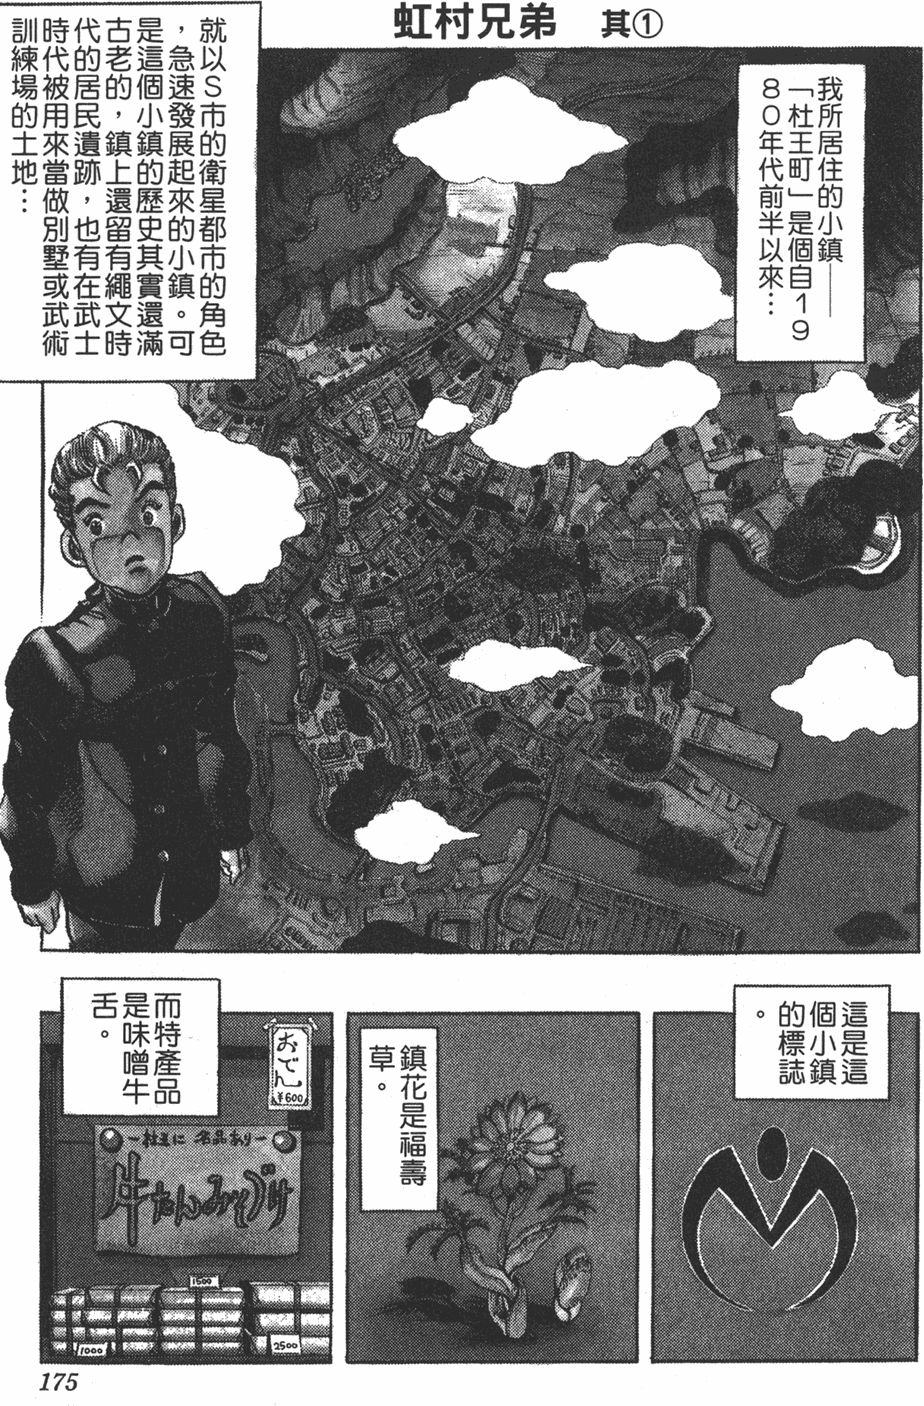 虹村兄弟 其①
我所居住的小鎮——
「杜王町」是個自19
80年代前半以來…
就以S市的衛星都市的角色
，急速發展起來的小鎮。可
是這個小鎮的歷史其實還滿
古老的，鎮上還留有繩文時
代的居民遺跡，也有在武士
時代被用來當做別墅或武術
訓練場的土地…
這是這
個小鎮
的標誌
。
鎮花是福壽
草。
而特產品
是味噌牛
舌。
おでん
¥600
—杜王に 名品あり—
牛たんみそづけ
1500
1000
2500
175